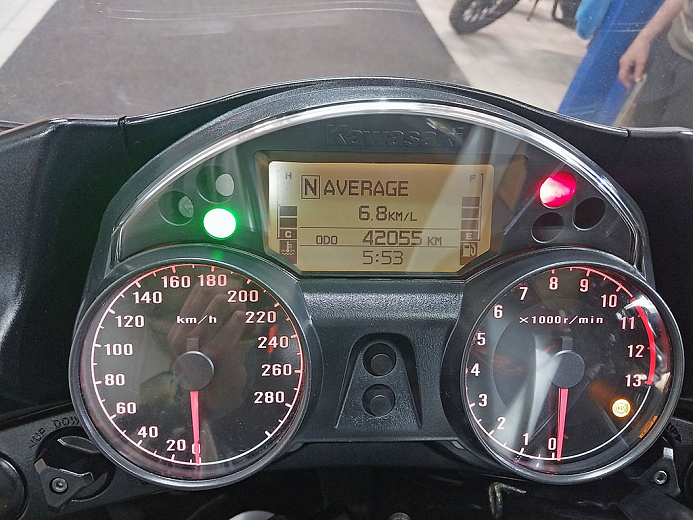 Kawasaki
H
F
N AVERAGE
6.8KM/L
C
E
ODO 42055 KM
5:53
km/h
0
20
40
60
80
100
120
140
160
180
200
220
240
260
280
×1000r/min
0
1
2
3
4
5
6
7
8
9
10
11
12
13
DOWN